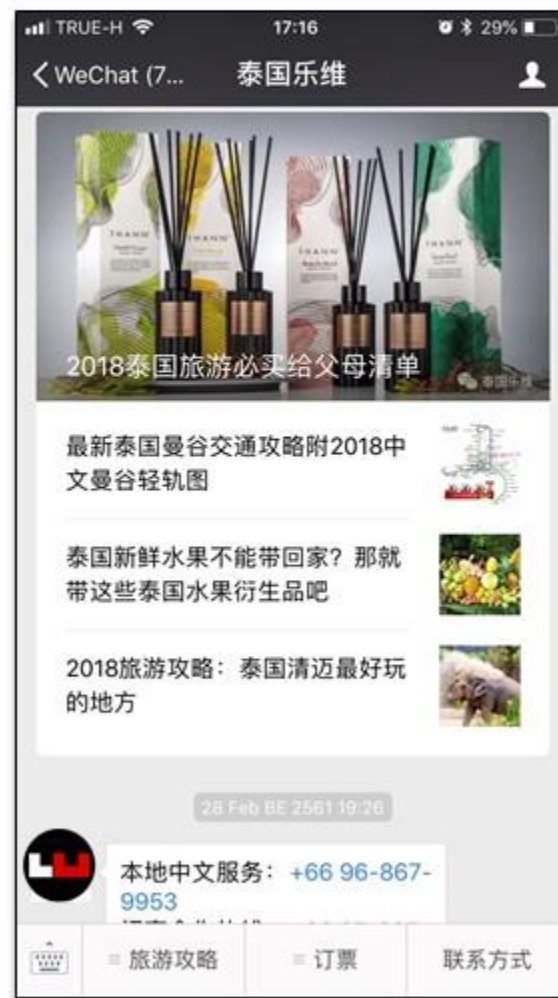 TRUE-H 17:16 29%
WeChat (7... 泰国乐维
THANN THANN THANN
2018泰国旅游必买给父母清单
泰国乐维
最新泰国曼谷交通攻略附2018中
文曼谷轻轨图
泰国新鲜水果不能带回家？那就
带这些泰国水果衍生品吧
2018旅游攻略：泰国清迈最好玩
的地方
28 Feb BE 2561 19:26
本地中文服务：+66 96-867-
9953
旅游攻略 订票 联系方式